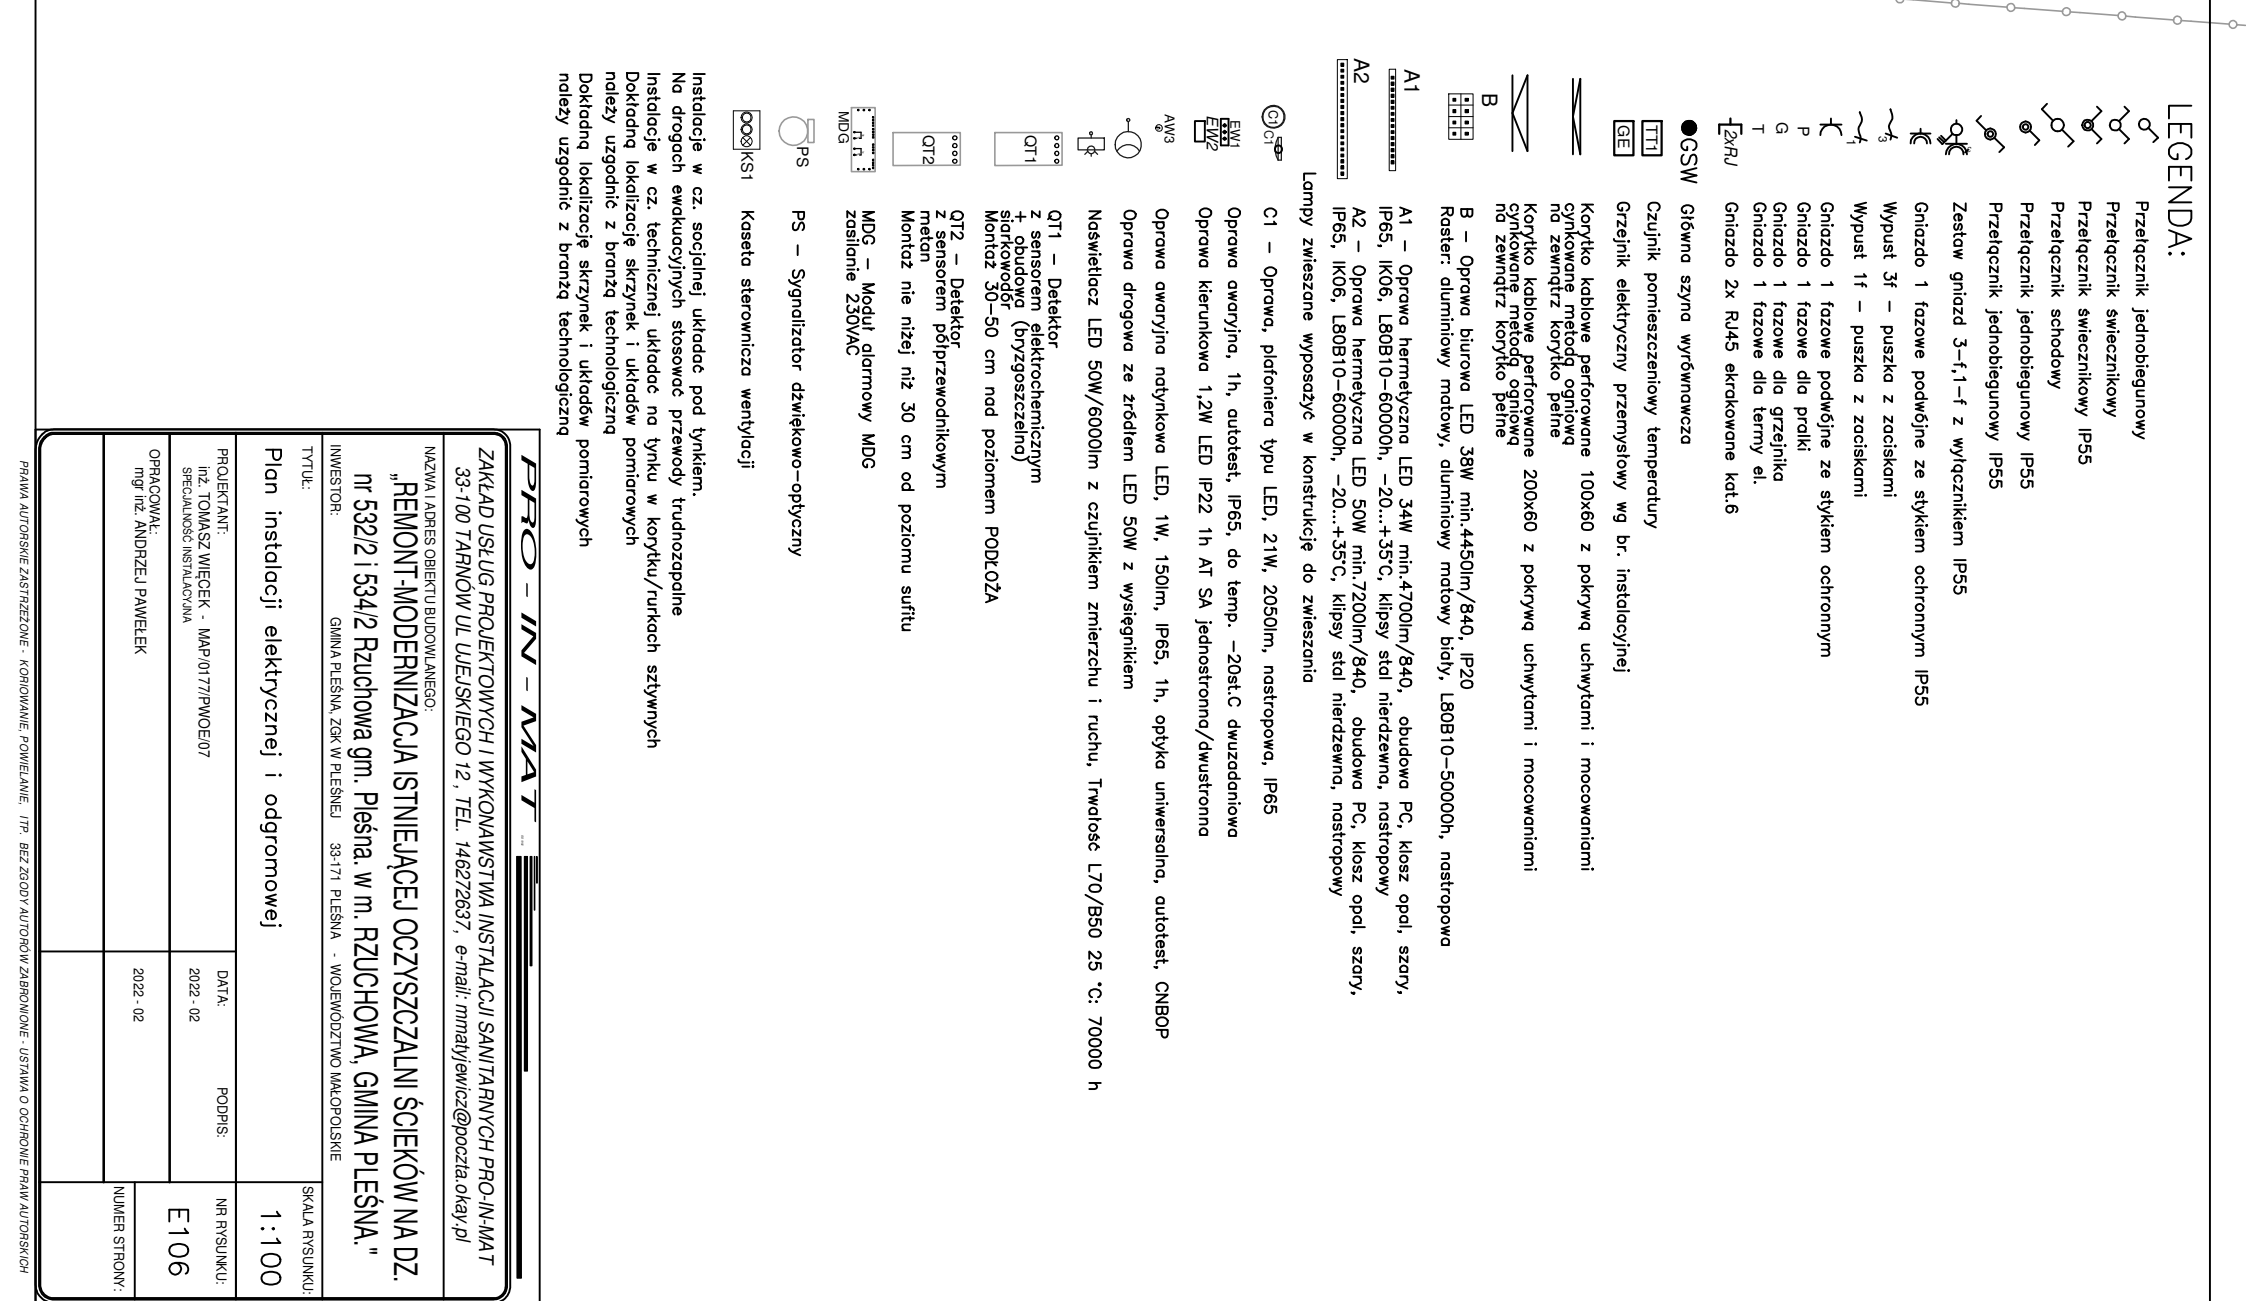 LEGENDA:
Przełącznik jednobiegunowy
Przełącznik świecznikowy
Przełącznik świecznikowy IP55
Przełącznik schodowy
Przełącznik jednobiegunowy IP55
Przełącznik jednobiegunowy IP55
Zestaw gniazd 3-f,1-f z wyłącznikiem IP55
Gniazdo 1 fazowe podwójne ze stykiem ochronnym IP55
3 Wypust 3f - puszka z zaciskami
1 Wypust 1f - puszka z zaciskami
Gniazdo 1 fazowe podwójne ze stykiem ochronnym
P Gniazdo 1 fazowe dla pralki
G Gniazdo 1 fazowe dla grzejnika
T Gniazdo 1 fazowe dla termy el.
2xRJ Gniazdo 2x RJ45 ekrakowane kat.6
GSW Główna szyna wyrównawcza
TT1 Czujnik pomieszczeniowy temperatury
GE Grzejnik elektryczny przemysłowy wg br. instalacyjnej
Korytko kablowe perforowane 100x60 z pokrywą uchwytami i mocowaniami
cynkowane metodą ogniową
na zewnątrz korytko pełne
Korytko kablowe perforowane 200x60 z pokrywą uchwytami i mocowaniami
cynkowane metodą ogniową
na zewnątrz korytko pełne
B
B - Oprawa biurowa LED 38W min.4450lm/840, IP20
Raster: aluminiowy matowy, aluminiowy matowy biały, L80B10-50000h, nastropowa
A1
A1 - Oprawa hermetyczna LED 34W min.4700lm/840, obudowa PC, klosz opal, szary,
IP65, IK06, L80B10-60000h, -20...+35°C, klipsy stal nierdzewna, nastropowy
A2
A2 - Oprawa hermetyczna LED 50W min.7200lm/840, obudowa PC, klosz opal, szary,
IP65, IK06, L80B10-60000h, -20...+35°C, klipsy stal nierdzewna, nastropowy
Lampy zwieszane wyposażyć w konstrukcję do zwieszania
C1 C1 C1 - Oprawa, plafoniera typu LED, 21W, 2050lm, nastropowa, IP65
EW1 Oprawa awaryjna, 1h, autotest, IP65, do temp. -20st.C dwuzadaniowa
EW2 Oprawa kierunkowa 1,2W LED IP22 1h AT SA jednostronna/dwustronna
AW3 Oprawa awaryjna natynkowa LED, 1W, 150lm, IP65, 1h, optyka uniwersalna, autotest, CNBOP
Oprawa drogowa ze źródłem LED 50W z wysięgnikiem
Naświetlacz LED 50W/6000lm z czujnikiem zmierzchu i ruchu, Trwałość L70/B50 25 °C: 70000 h
QT1
QT1 - Detektor
z sensorem elektrochemicznym
+ obudowa (bryzgoszczelna)
siarkowodór
Montaż 30-50 cm nad poziomem PODŁOŻA
QT2
QT2 - Detektor
z sensorem półprzewodnikowym
metan
Montaż nie niżej niż 30 cm od poziomu sufitu
MDG
MDG - Moduł alarmowy MDG
zasilanie 230VAC
PS PS - Sygnalizator dźwiękowo-optyczny
KS1 Kaseta sterownicza wentylacji
Instalacje w cz. socjalnej układać pod tynkiem.
Na drogach ewakuacyjnych stosować przewody trudnozapalne
Instalacje w cz. technicznej układać na tynku w korytku/rurkach sztywnych
Dokładną lokalizację skrzynek i układów pomiarowych
należy uzgodnić z branżą technologiczną
Dokładną lokalizację skrzynek i układów pomiarowych
należy uzgodnić z branżą technologiczną
PRO - IN - MAT
ZAKŁAD USŁUG PROJEKTOWYCH I WYKONAWSTWA INSTALACJI SANITARNYCH PRO-IN-MAT
33-100 TARNÓW UL UJEJSKIEGO 12 , TEL. 146272637, e-mail: mmatyjewicz@poczta.okay.pl
NAZWA I ADRES OBIEKTU BUDOWLANEGO:
„REMONT-MODERNIZACJA ISTNIEJĄCEJ OCZYSZCZALNI ŚCIEKÓW NA DZ.
nr 532/2 i 534/2 Rzuchowa gm. Pleśna. w m. RZUCHOWA, GMINA PLEŚNA."
INWESTOR: GMINA PLEŚNA, ZGK W PLEŚNEJ 33-171 PLEŚNA - WOJEWÓDZTWO MAŁOPOLSKIE
TYTUŁ: SKALA RYSUNKU:
Plan instalacji elektrycznej i odgromowej 1:100
PROJEKTANT: DATA: PODPIS: NR RYSUNKU:
inż. TOMASZ WIĘCEK - MAP/0177/PWOE/07 2022 - 02
SPECJALNOŚĆ INSTALACYJNA
E106
OPRACOWAŁ:
mgr inż. ANDRZEJ PAWEŁEK 2022 - 02
NUMER STRONY:
PRAWA AUTORSKIE ZASTRZEŻONE - KORIOWANIE, POWIELANIE, ITP. BEZ ZGODY AUTORÓW ZABRONIONE - USTAWA O OCHRONIE PRAW AUTORSKICH